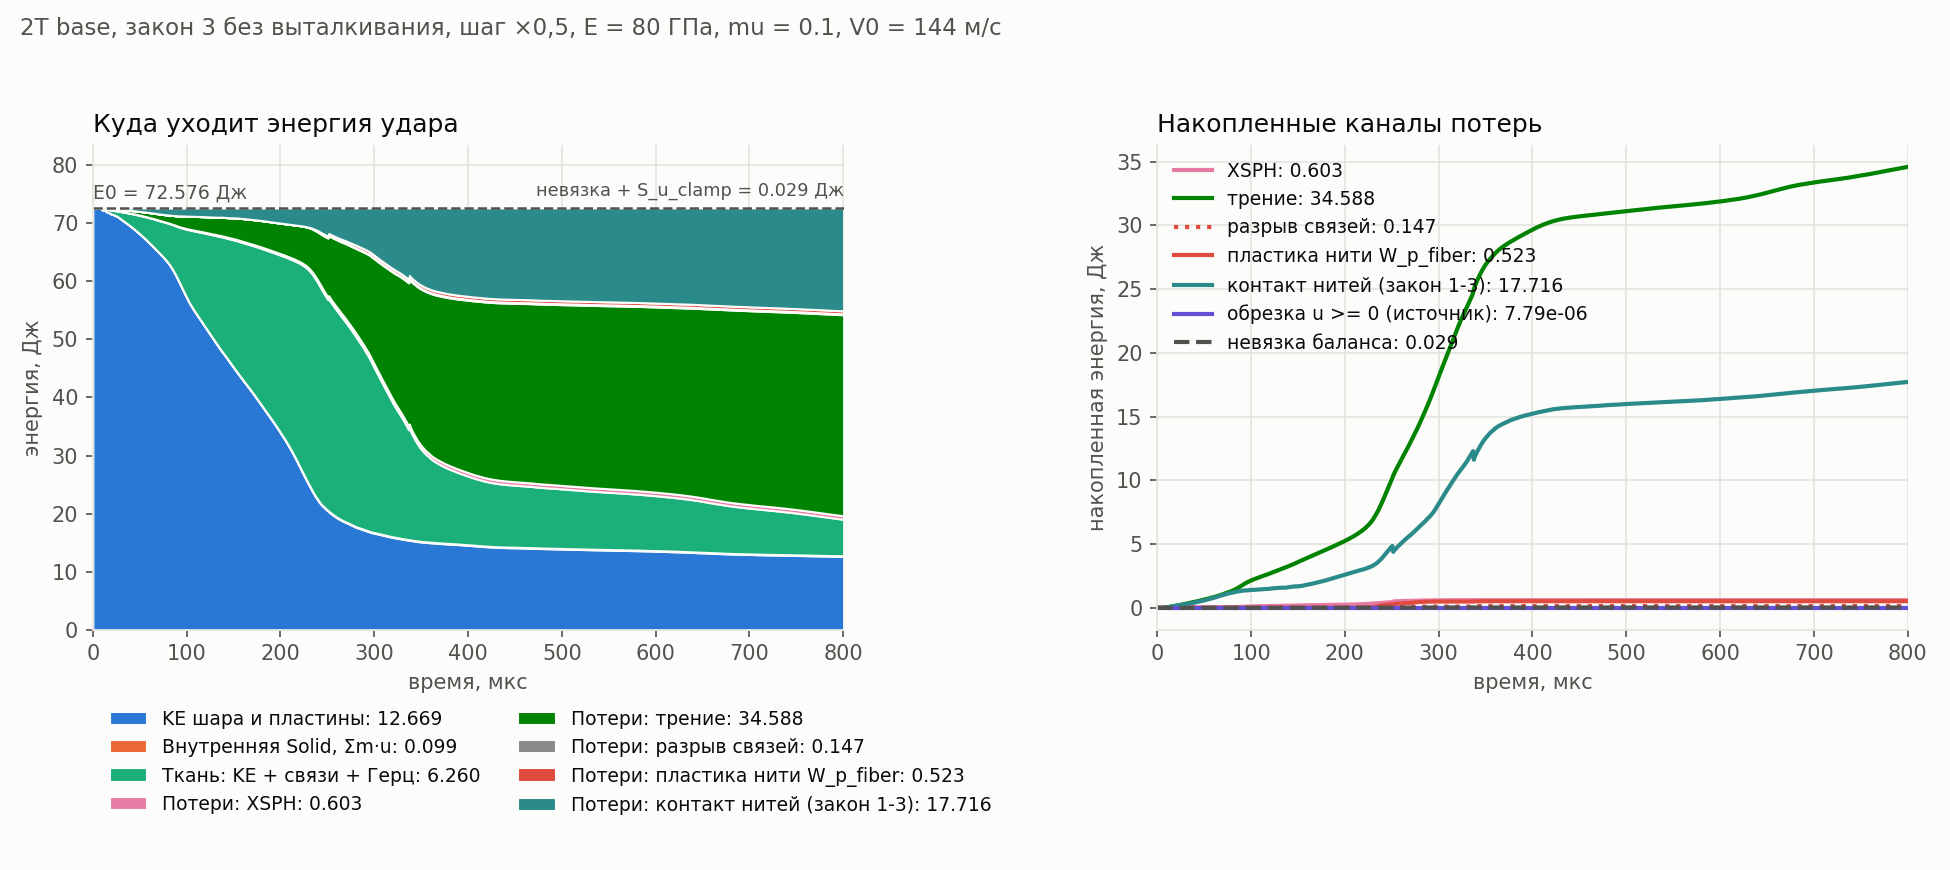 2T base, закон 3 без выталкивания, шаг ×0,5, E = 80 ГПа, mu = 0.1, V0 = 144 м/с
Куда уходит энергия удара
E0 = 72.576 Дж
невязка + S_u_clamp = 0.029 Дж
80
70
60
50
40
30
20
10
0
энергия, Дж
0 100 200 300 400 500 600 700 800
время, мкс
KE шара и пластины: 12.669
Внутренняя Solid, Σm·u: 0.099
Ткань: KE + связи + Герц: 6.260
Потери: XSPH: 0.603
Потери: трение: 34.588
Потери: разрыв связей: 0.147
Потери: пластика нити W_p_fiber: 0.523
Потери: контакт нитей (закон 1-3): 17.716
Накопленные каналы потерь
XSPH: 0.603
трение: 34.588
разрыв связей: 0.147
пластика нити W_p_fiber: 0.523
контакт нитей (закон 1-3): 17.716
обрезка u >= 0 (источник): 7.79e-06
невязка баланса: 0.029
35
30
25
20
15
10
5
0
накопленная энергия, Дж
0 100 200 300 400 500 600 700 800
время, мкс